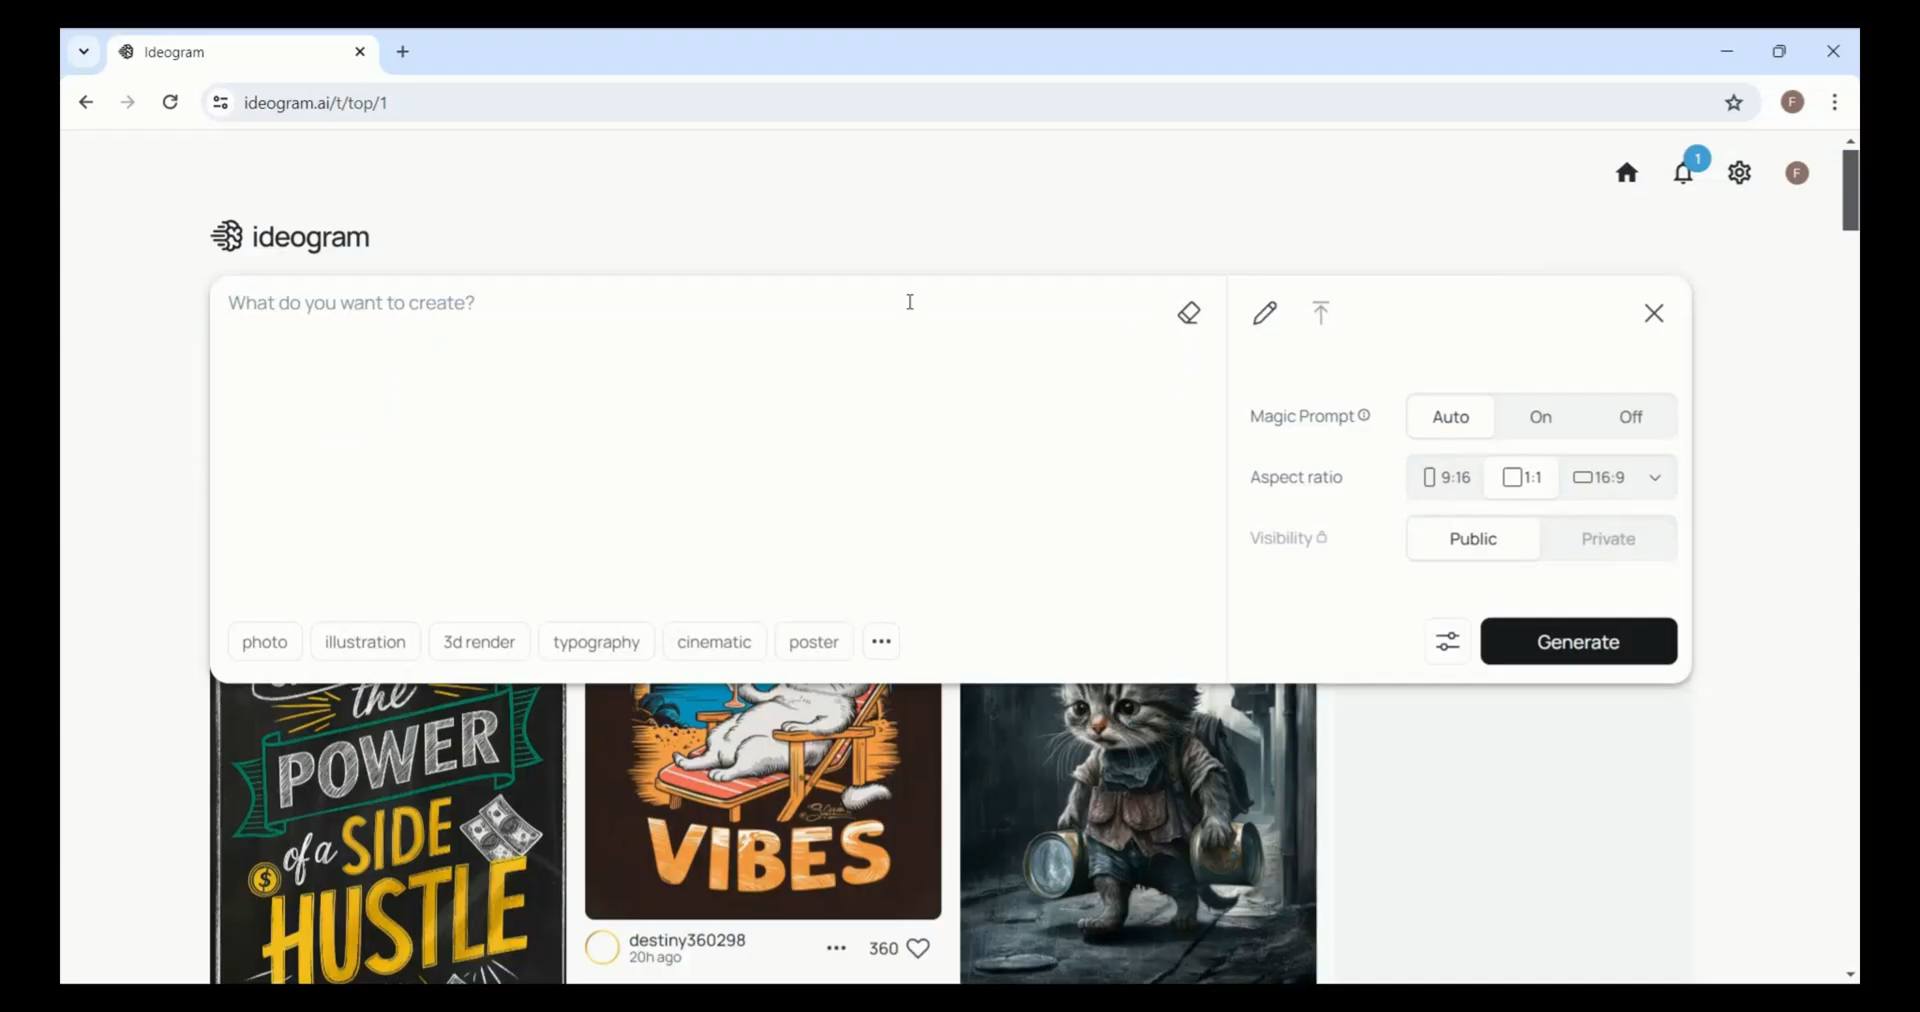 Ideogram
ideogram.ai/t/top/1
F
1
F
ideogram
What do you want to create?
Magic Prompt
Auto
On
Off
Aspect ratio
9:16
1:1
16:9
Visibility
Public
Private
photo
illustration
3d render
typography
cinematic
poster
Generate
the
POWER
of a SIDE
$
HUSTLE
VIBES
destiny360298
20h ago
360